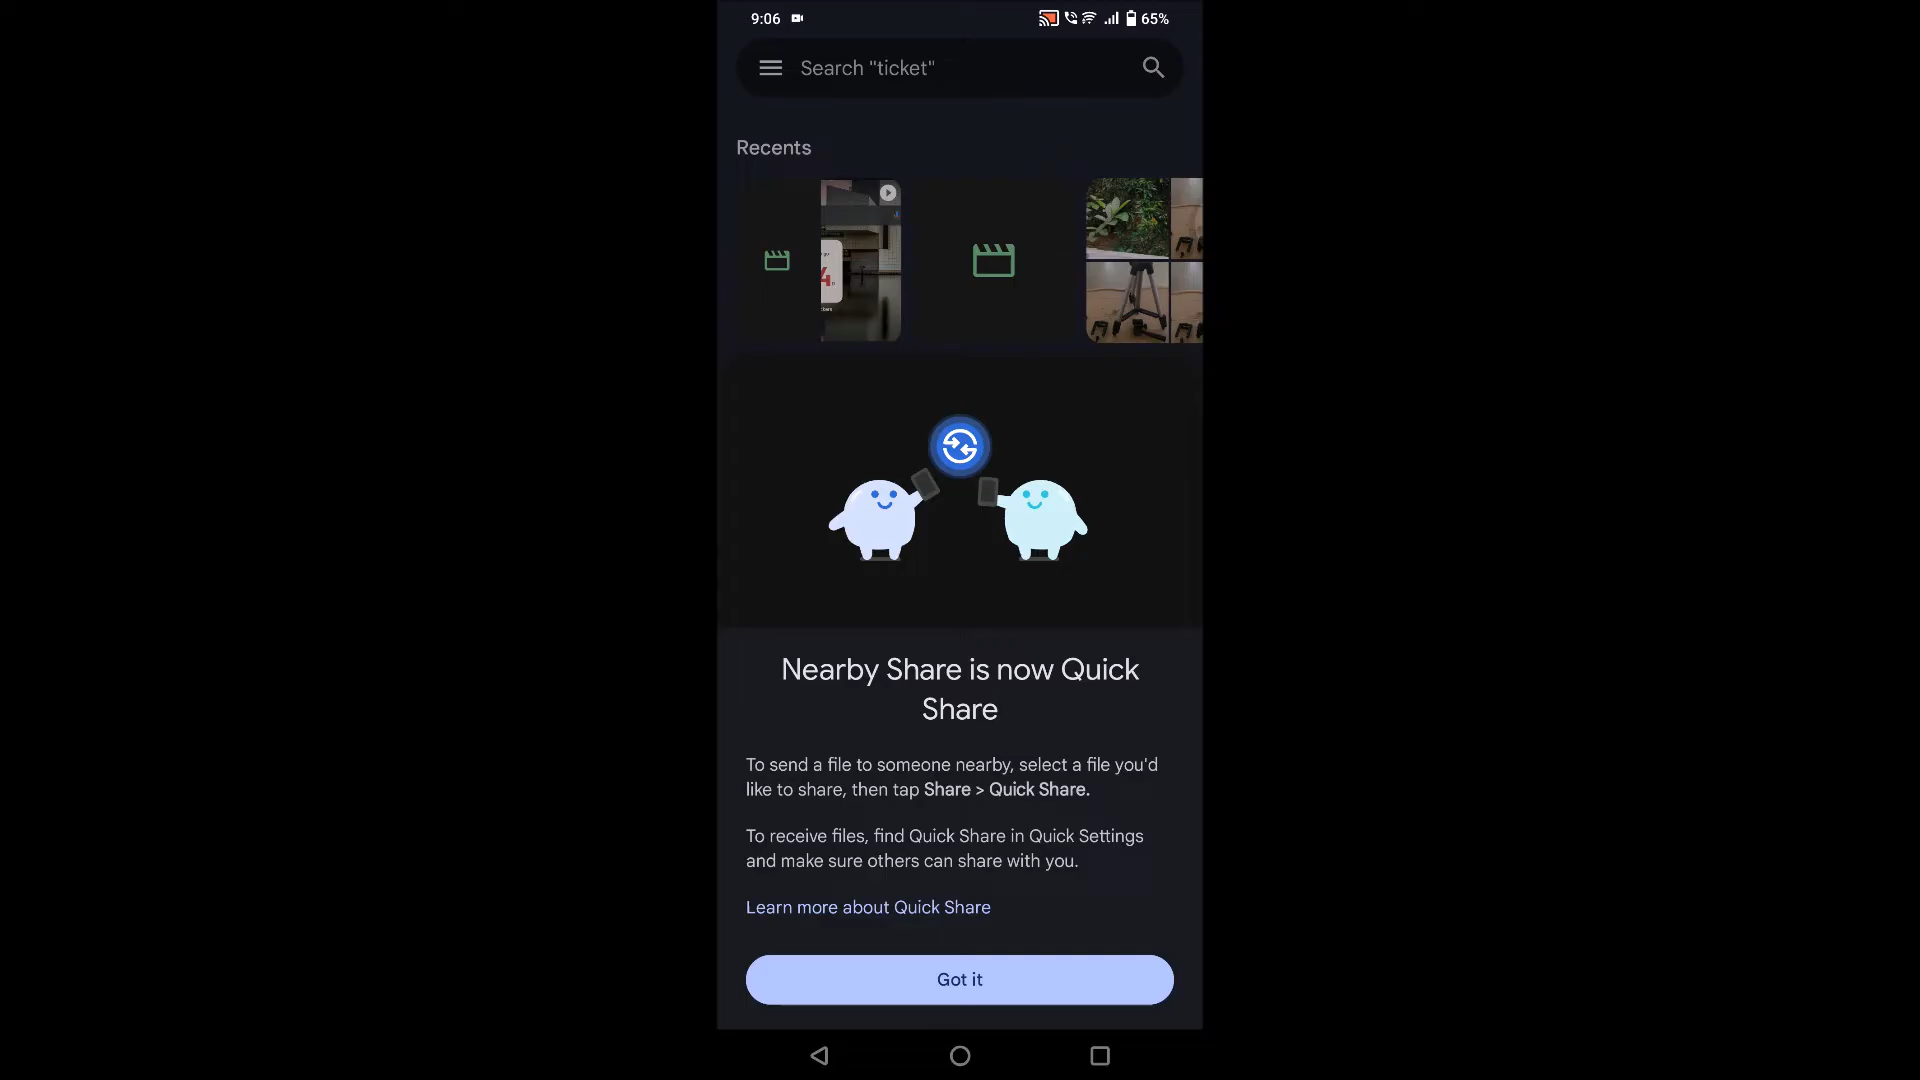 9:06
65%
Search "ticket"
Recents
Nearby Share is now Quick
Share
To send a file to someone nearby, select a file you'd
like to share, then tap Share > Quick Share.
To receive files, find Quick Share in Quick Settings
and make sure others can share with you.
Learn more about Quick Share
Got it